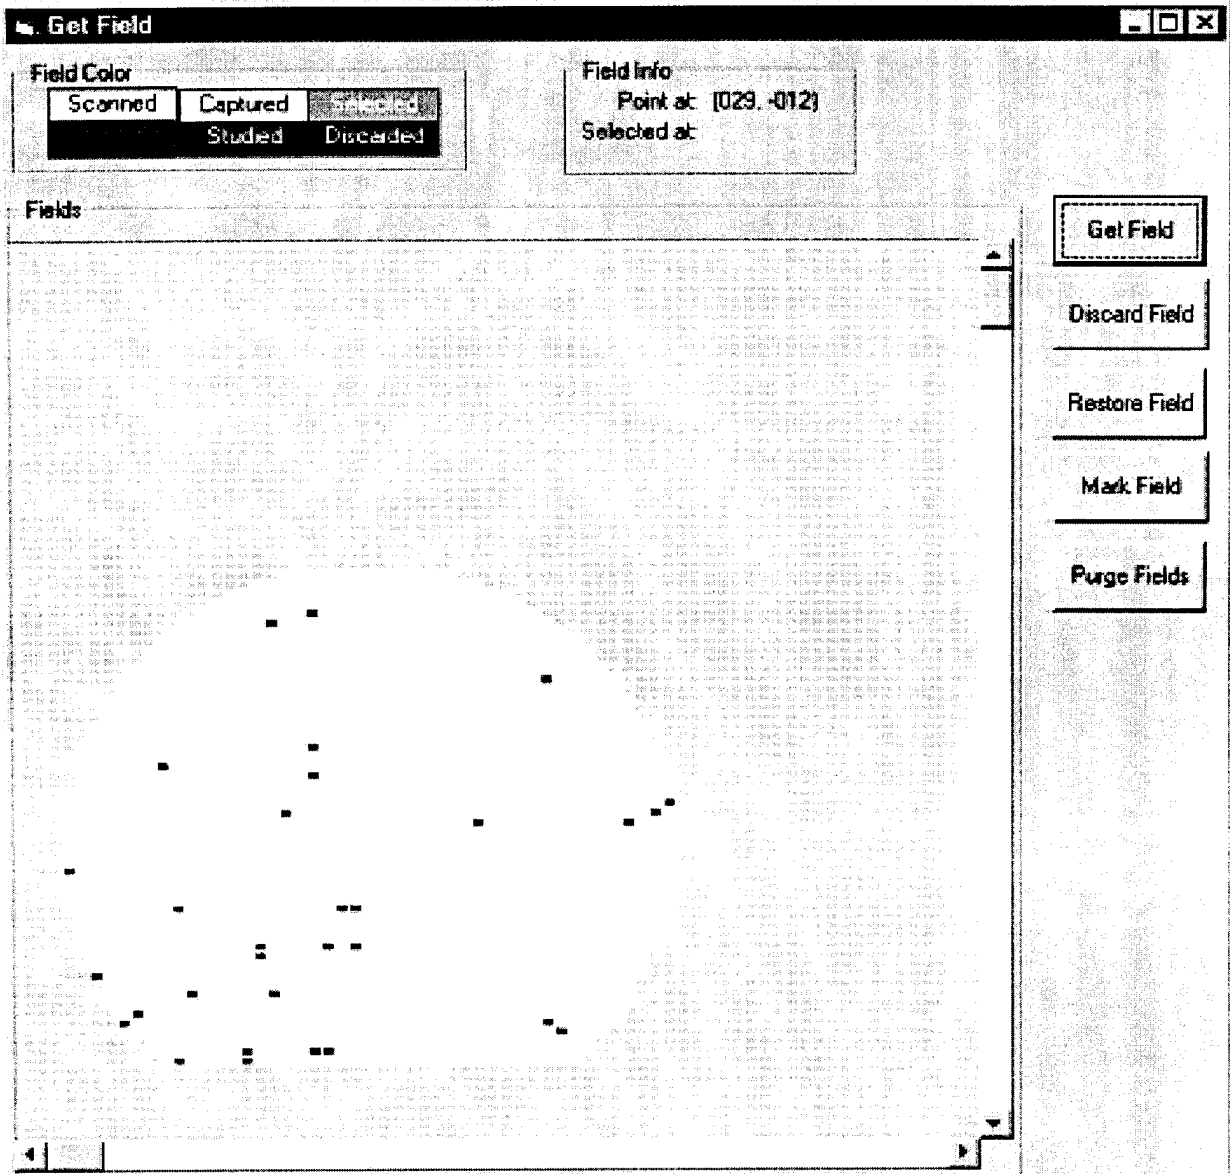 Get Field
Field Color
Scanned Captured Selected
Studied Discarded
Field Info
Point at: (029, -012)
Selected at:
Fields
Get Field
Discard Field
Restore Field
Mark Field
Purge Fields